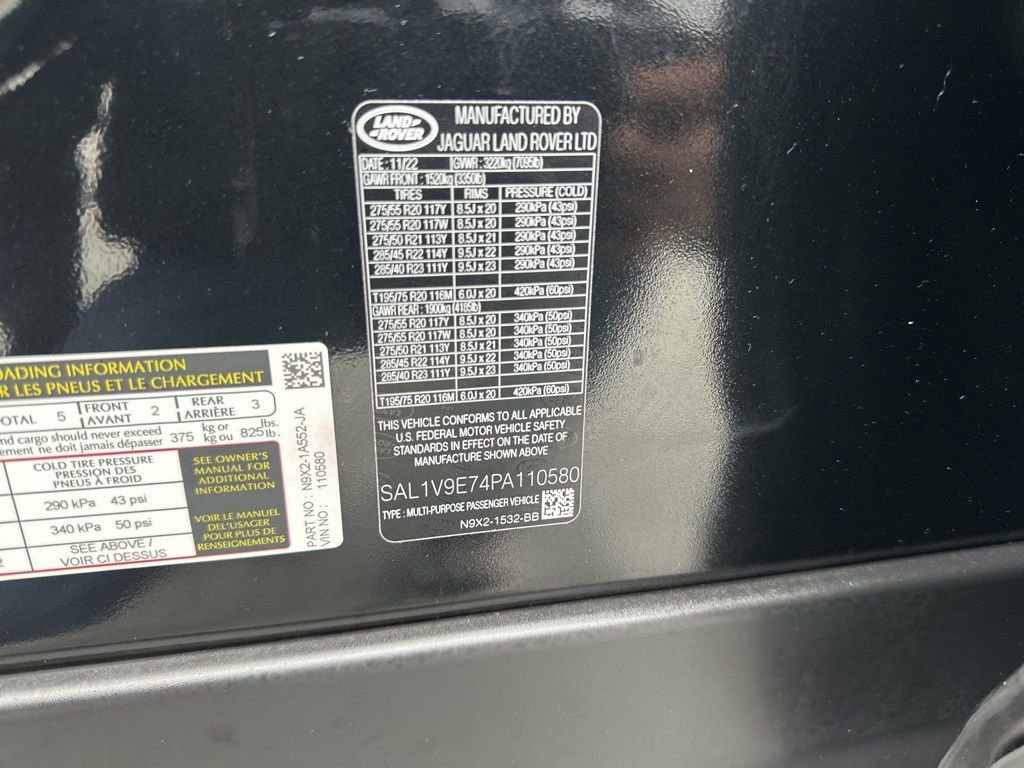 LAND ROVER
MANUFACTURED BY
JAGUAR LAND ROVER LTD
DATE : 11/22 GVWR : 3220kg (7095lb)
GAWR FRONT : 1520kg (3350lb)
TIRES RIMS PRESSURE (COLD)
275/55 R20 117Y 8.5J x 20 290kPa (43psi)
275/55 R20 117W 8.5J x 20 290kPa (43psi)
275/50 R21 113Y 8.5J x 21 290kPa (43psi)
285/45 R22 114Y 9.5J x 22 290kPa (43psi)
285/40 R23 111Y 9.5J x 23 290kPa (43psi)
T195/75 R20 116M 6.0J x 20 420kPa (60psi)
GAWR REAR : 1900kg (4185lb)
275/55 R20 117Y 8.5J x 20 340kPa (50psi)
275/55 R20 117W 8.5J x 20 340kPa (50psi)
275/50 R21 113Y 8.5J x 21 340kPa (50psi)
285/45 R22 114Y 9.5J x 22 340kPa (50psi)
285/40 R23 111Y 9.5J x 23 340kPa (50psi)
T195/75 R20 116M 6.0J x 20 420kPa (60psi)
THIS VEHICLE CONFORMS TO ALL APPLICABLE
U.S. FEDERAL MOTOR VEHICLE SAFETY
STANDARDS IN EFFECT ON THE DATE OF
MANUFACTURE SHOWN ABOVE
SAL1V9E74PA110580
TYPE : MULTI-PURPOSE PASSENGER VEHICLE
N9X2-1532-BB
OADING INFORMATION
R LES PNEUS ET LE CHARGEMENT
OTAL 5 FRONT AVANT 2 REAR ARRIÈRE 3
nd cargo should never exceed 375 kg or 825 lbs.
ement ne doit jamais dépasser kg ou lb.
COLD TIRE PRESSURE
PRESSION DES
PNEUS À FROID
290 kPa 43 psi
340 kPa 50 psi
SEE ABOVE /
VOIR CI DESSUS
2
SEE OWNER'S
MANUAL FOR
ADDITIONAL
INFORMATION
VOIR LE MANUEL
DE L'USAGER
POUR PLUS DE
RENSEIGNEMENTS
PART NO : N9X2-1A552-JA
VIN NO : 110580